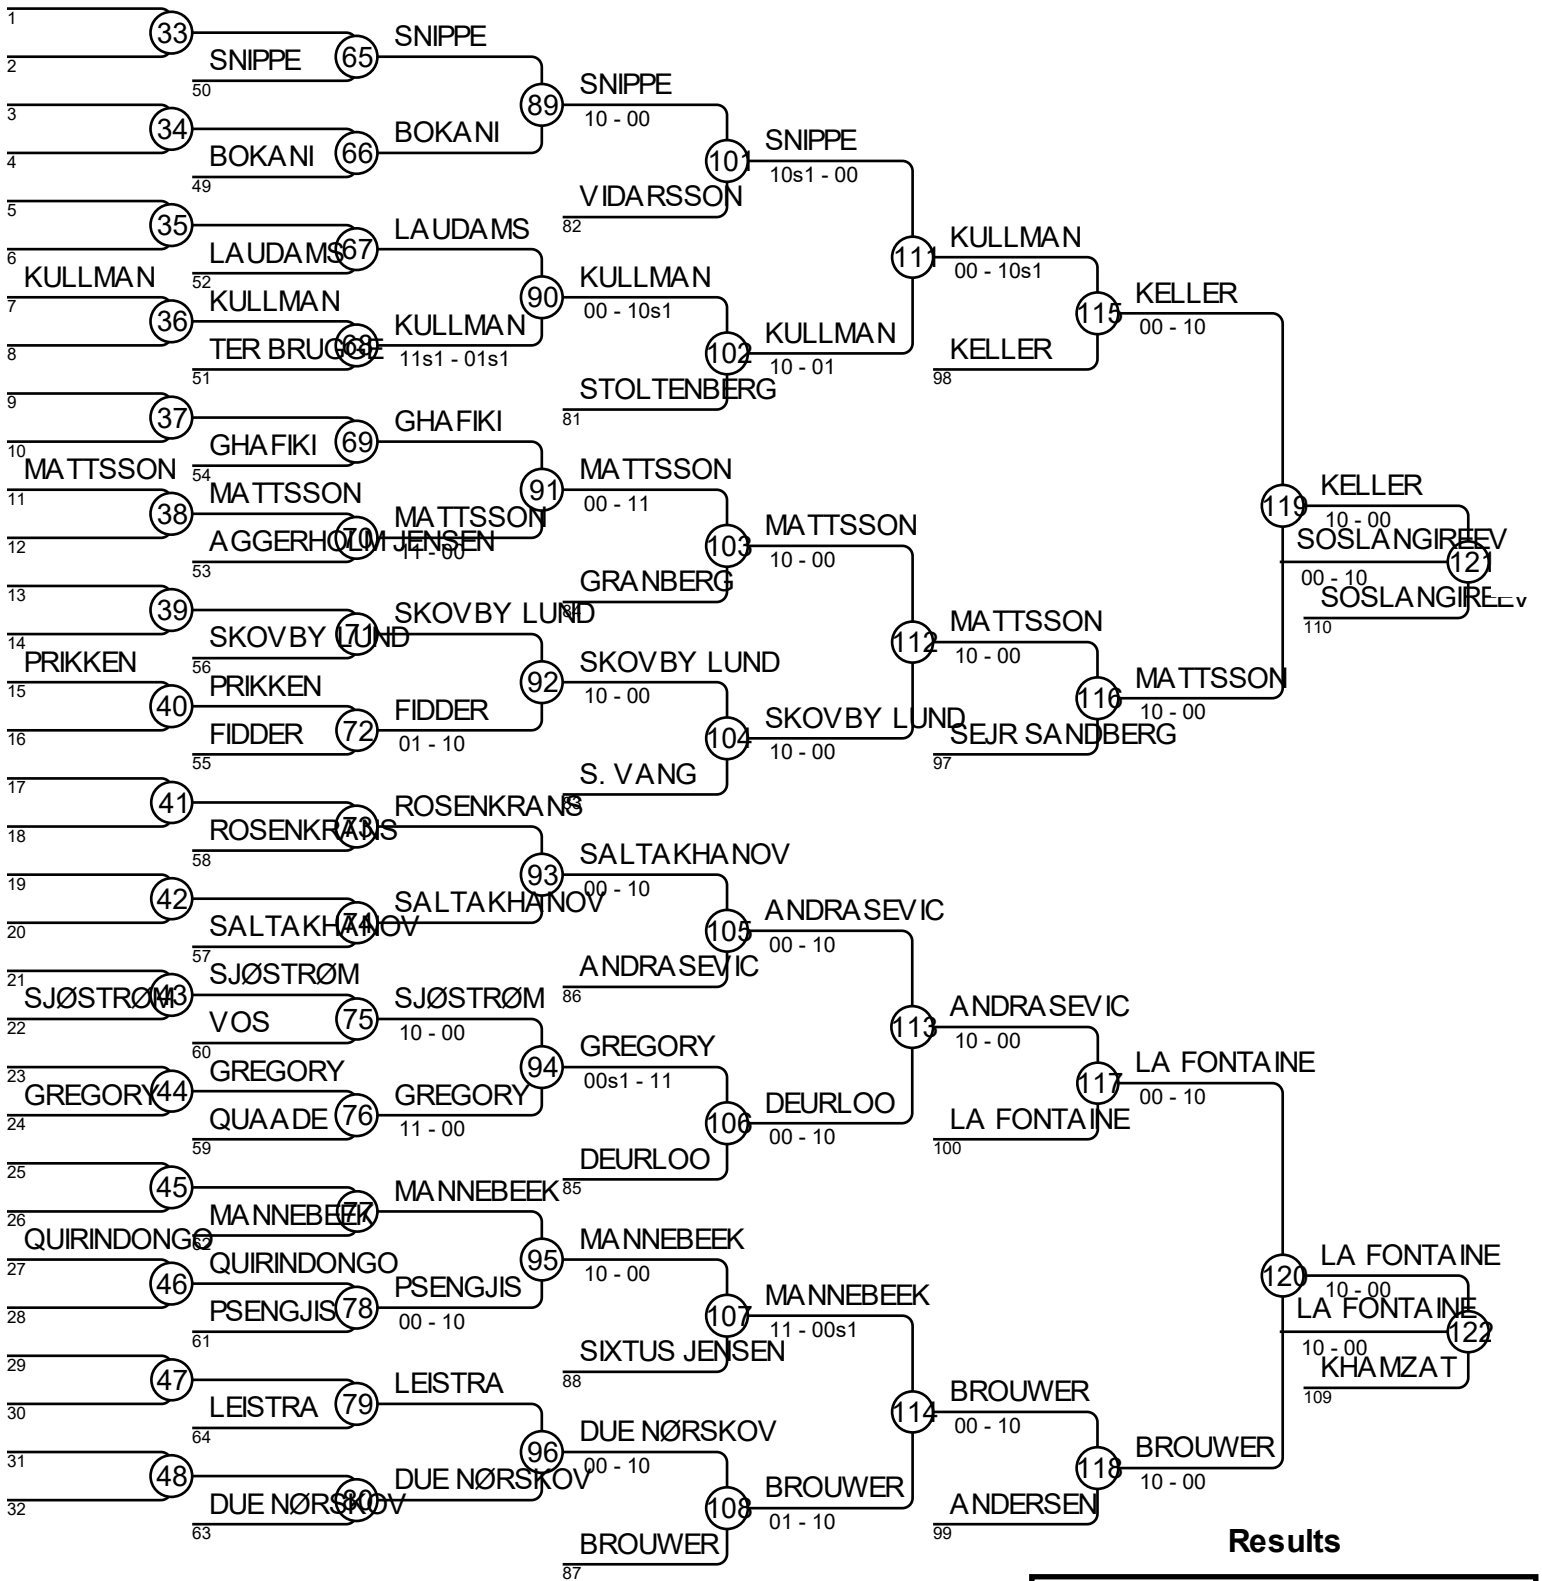 1
33
2
SNIPPE
50
65
SNIPPE
3
34
4
BOKANI
49
66
BOKANI
89
SNIPPE
10 - 00
VIDARSSON
82
101
SNIPPE
10s1 - 00
5
35
6
LAUDAMS
52
67
LAUDAMS
KULLMAN
7
36
8
KULLMAN
TER BRUGGE
51
68
KULLMAN
11s1 - 01s1
90
KULLMAN
00 - 10s1
STOLTENBERG
81
102
KULLMAN
10 - 01
111
KULLMAN
00 - 10s1
KELLER
98
115
KELLER
00 - 10
9
37
10
GHAFIKI
54
69
GHAFIKI
MATTSSON
11
38
12
MATTSSON
AGGERHOLM JENSEN
53
70
MATTSSON
11 - 00
91
MATTSSON
00 - 11
GRANBERG
84
103
MATTSSON
10 - 00
13
39
14
SKOVBY LUND
56
71
SKOVBY LUND
PRIKKEN
15
40
16
PRIKKEN
FIDDER
55
72
FIDDER
01 - 10
92
SKOVBY LUND
10 - 00
S. VANG
83
104
SKOVBY LUND
10 - 00
112
MATTSSON
10 - 00
SEJR SANDBERG
97
116
MATTSSON
10 - 00
119
KELLER
10 - 00
SOSLANGIREEV
00 - 10
121
SOSLANGIREEV
110
17
41
18
ROSENKRANS
58
73
ROSENKRANS
19
42
20
SALTAKHANOV
57
74
SALTAKHANOV
93
SALTAKHANOV
00 - 10
ANDRASEVIC
86
105
ANDRASEVIC
00 - 10
21
SJØSTRØM
43
22
SJØSTRØM
VOS
60
75
SJØSTRØM
10 - 00
23
GREGORY
44
24
GREGORY
QUAADE
59
76
GREGORY
11 - 00
94
GREGORY
00s1 - 11
DEURLOO
85
106
DEURLOO
00 - 10
113
ANDRASEVIC
10 - 00
LA FONTAINE
100
117
LA FONTAINE
00 - 10
25
45
26
MANNEBEEK
62
77
MANNEBEEK
QUIRINDONGO
27
46
28
QUIRINDONGO
PSENGJIS
61
78
PSENGJIS
00 - 10
95
MANNEBEEK
10 - 00
SIXTUS JENSEN
88
107
MANNEBEEK
11 - 00s1
29
47
30
LEISTRA
64
79
LEISTRA
31
48
32
DUE NØRSKOV
63
80
DUE NØRSKOV
96
DUE NØRSKOV
00 - 10
BROUWER
87
108
BROUWER
01 - 10
114
BROUWER
00 - 10
ANDERSEN
99
118
BROUWER
10 - 00
120
LA FONTAINE
10 - 00
LA FONTAINE
10 - 00
122
KHAMZAT
109
Results